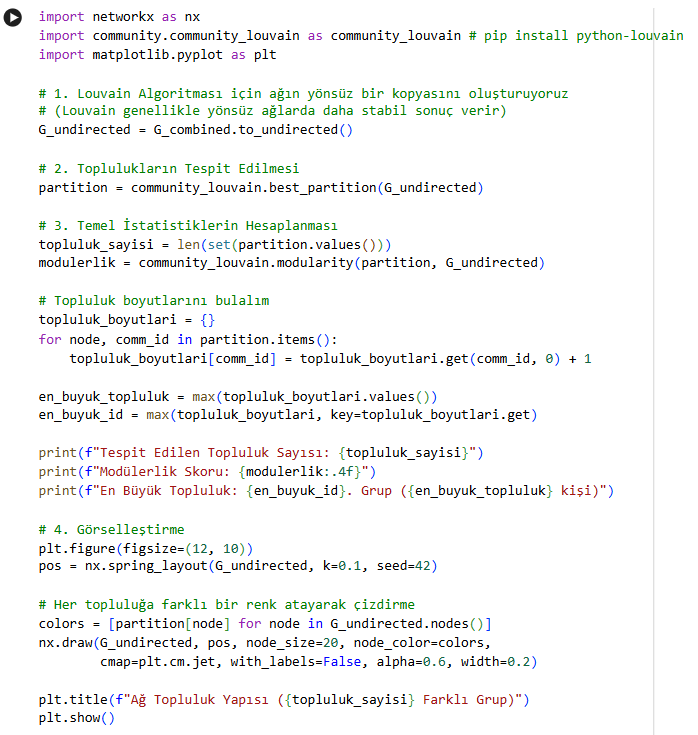 import networkx as nx
import community.community_louvain as community_louvain # pip install python-louvain
import matplotlib.pyplot as plt

# 1. Louvain Algoritması için ağın yönsüz bir kopyasını oluşturuyoruz
# (Louvain genellikle yönsüz ağlarda daha stabil sonuç verir)
G_undirected = G_combined.to_undirected()

# 2. Toplulukların Tespit Edilmesi
partition = community_louvain.best_partition(G_undirected)

# 3. Temel İstatistiklerin Hesaplanması
topluluk_sayisi = len(set(partition.values()))
modulerlik = community_louvain.modularity(partition, G_undirected)

# Topluluk boyutlarını bulalım
topluluk_boyutlari = {}
for node, comm_id in partition.items():
    topluluk_boyutlari[comm_id] = topluluk_boyutlari.get(comm_id, 0) + 1

en_buyuk_topluluk = max(topluluk_boyutlari.values())
en_buyuk_id = max(topluluk_boyutlari, key=topluluk_boyutlari.get)

print(f"Tespit Edilen Topluluk Sayısı: {topluluk_sayisi}")
print(f"Modülerlik Skoru: {modulerlik:.4f}")
print(f"En Büyük Topluluk: {en_buyuk_id}. Grup ({en_buyuk_topluluk} kişi)")

# 4. Görselleştirme
plt.figure(figsize=(12, 10))
pos = nx.spring_layout(G_undirected, k=0.1, seed=42)

# Her topluluğa farklı bir renk atayarak çizdirme
colors = [partition[node] for node in G_undirected.nodes()]
nx.draw(G_undirected, pos, node_size=20, node_color=colors,
        cmap=plt.cm.jet, with_labels=False, alpha=0.6, width=0.2)

plt.title(f"Ağ Topluluk Yapısı ({topluluk_sayisi} Farklı Grup)")
plt.show()